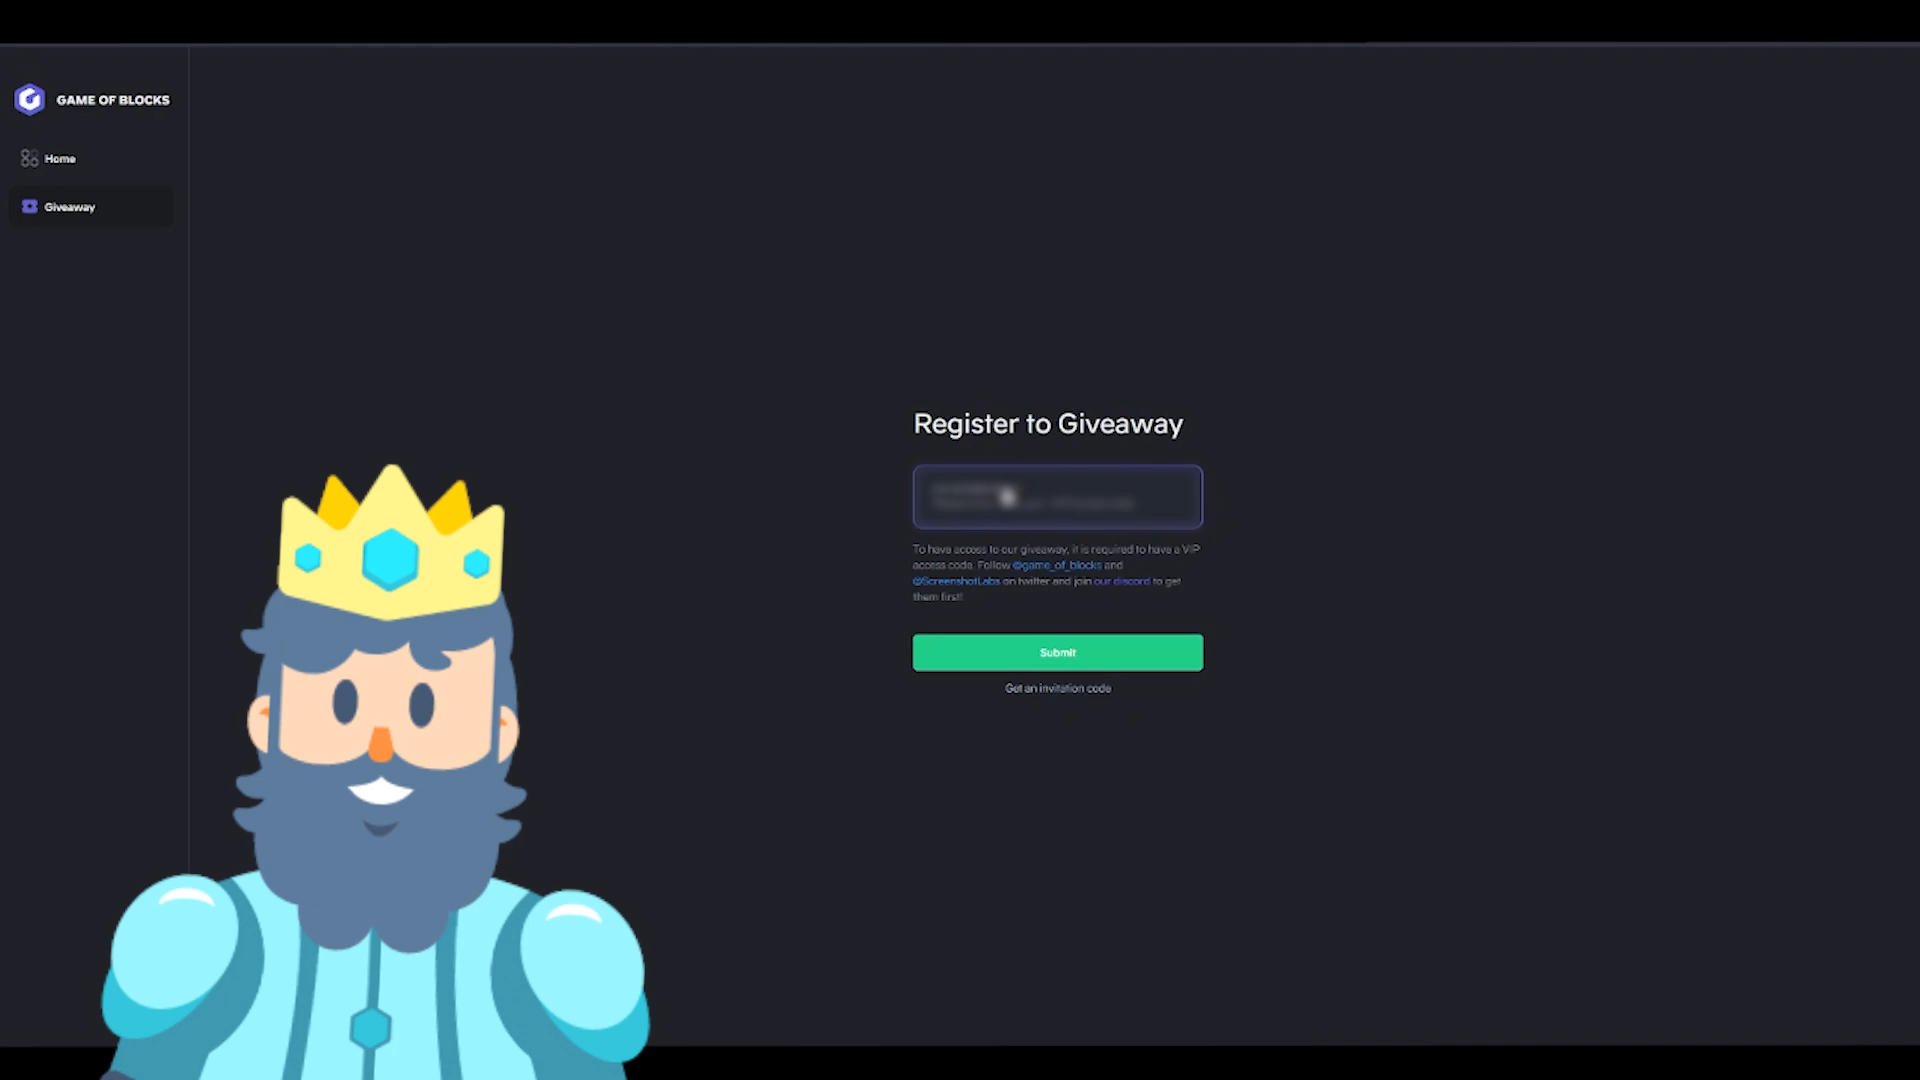 GAME OF BLOCKS
Home
Giveaway
Register to Giveaway
To have access to our giveaway, it is required to have a VIP
access code. Follow @game_of_blocks and
@ScreenshotLabs on twitter and join our discord to get
them first!
Submit
Get an invitation code